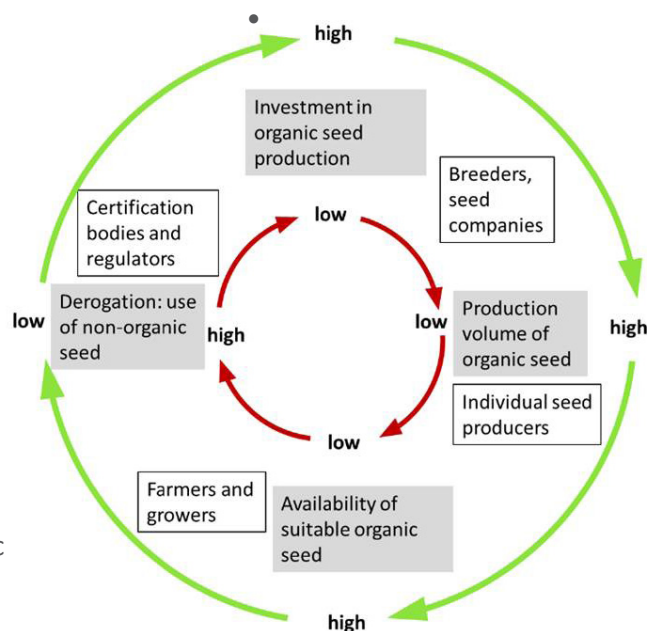 •
high
Investment in
organic seed
production
Breeders,
seed
companies
Certification
bodies and
regulators
low
low
Derogation: use
of non-organic
seed
high
low
Production
volume of
organic seed
high
Individual seed
producers
low
Farmers and
growers
Availability of
suitable organic
seed
c
high